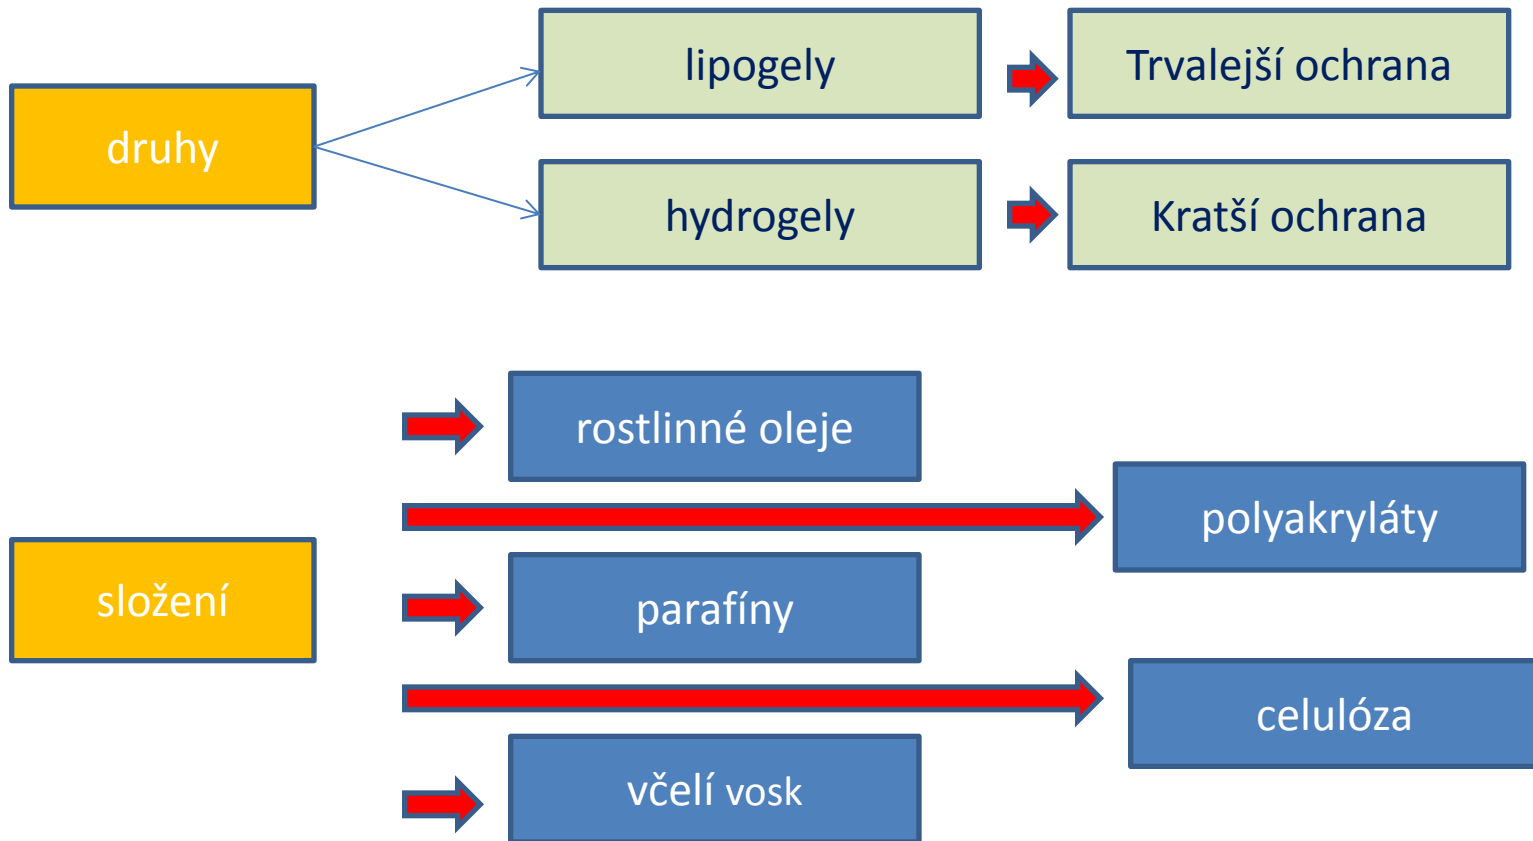 druhy
lipogely
Trvalejší ochrana
hydrogely
Kratší ochrana
složení
rostlinné oleje
polyakryláty
parafíny
celulóza
včelí vosk